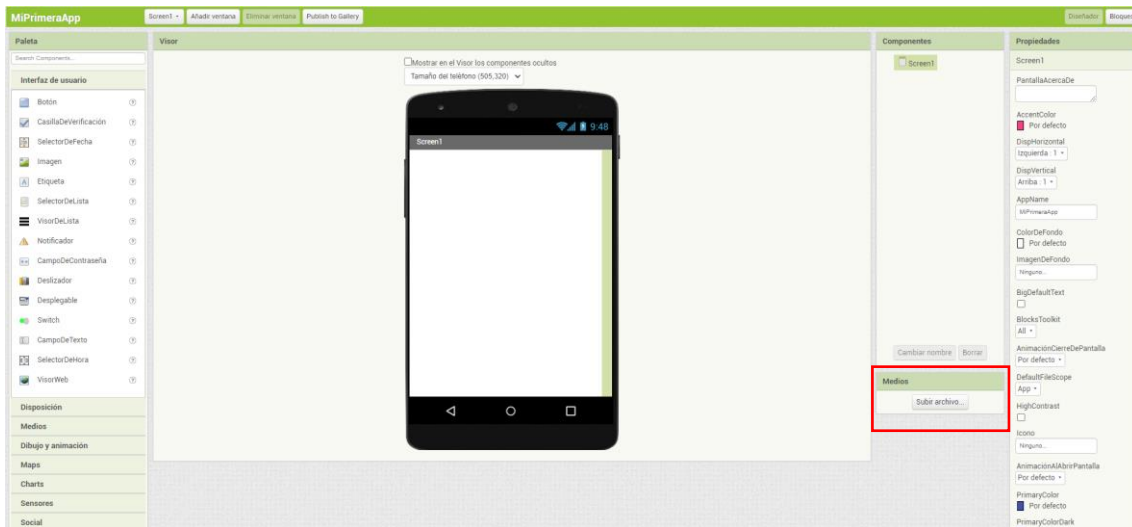 MiPrimeraApp
Screen1
Añadir ventana
Eliminar ventana
Publish to Gallery
Diseñador
Bloques
Paleta
Search Components...
Interfaz de usuario
Botón
CasillaDeVerificación
SelectorDeFecha
Imagen
Etiqueta
SelectorDeLista
VisorDeLista
Notificador
CampoDeContraseña
Deslizador
Desplegable
Switch
CampoDeTexto
SelectorDeHora
VisorWeb
Disposición
Medios
Dibujo y animación
Maps
Charts
Sensores
Social
Visor
Mostrar en el Visor los componentes ocultos
Tamaño del teléfono (505,320)
9:48
Screen1
Componentes
Screen1
Cambiar nombre
Borrar
Medios
Subir archivo...
Propiedades
Screen1
PantallaAcercaDe
AccentColor
Por defecto
DispHorizontal
Izquierda : 1
DispVertical
Arriba : 1
AppName
MiPrimeraApp
ColorDeFondo
Por defecto
ImagenDeFondo
Ninguno...
BigDefaultText
BlocksToolkit
All
AnimaciónCierreDePantalla
Por defecto
DefaultFileScope
App
HighContrast
Icono
Ninguno...
AnimaciónAlAbrirPantalla
Por defecto
PrimaryColor
Por defecto
PrimaryColorDark